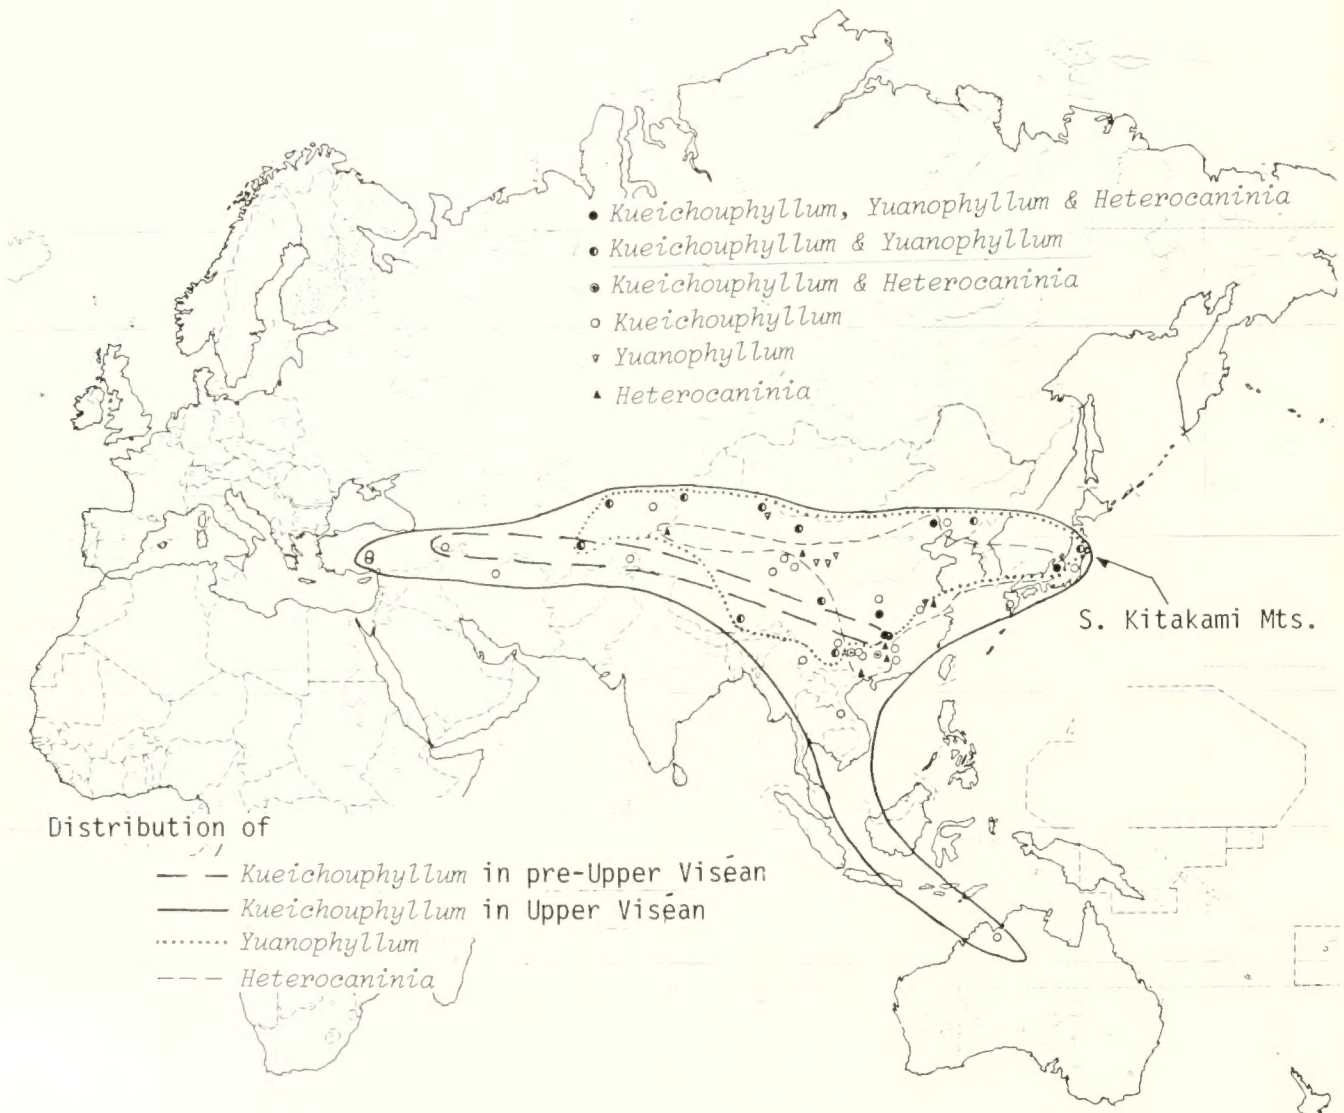 Kueichouphyllum, Yuanophyllum & Heterocaninia
Kueichouphyllum & Yuanophyllum
Kueichouphyllum & Heterocaninia
Kueichouphyllum
Yuanophyllum
Heterocaninia
S. Kitakami Mts.
Distribution of
Kueichouphyllum in pre-Upper Viséan
Kueichouphyllum in Upper Viséan
Yuanophyllum
Heterocaninia